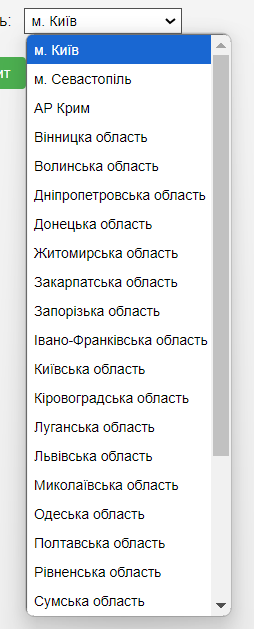 ь:
м. Київ
ит
м. Київ
м. Севастопіль
АР Крим
Вінницка область
Волинська область
Дніпропетровська область
Донецька область
Житомирська область
Закарпатська область
Запорізька область
Івано-Франківська область
Київська область
Кіровоградська область
Луганська область
Львівська область
Миколаївська область
Одеська область
Полтавська область
Рівненська область
Сумська область